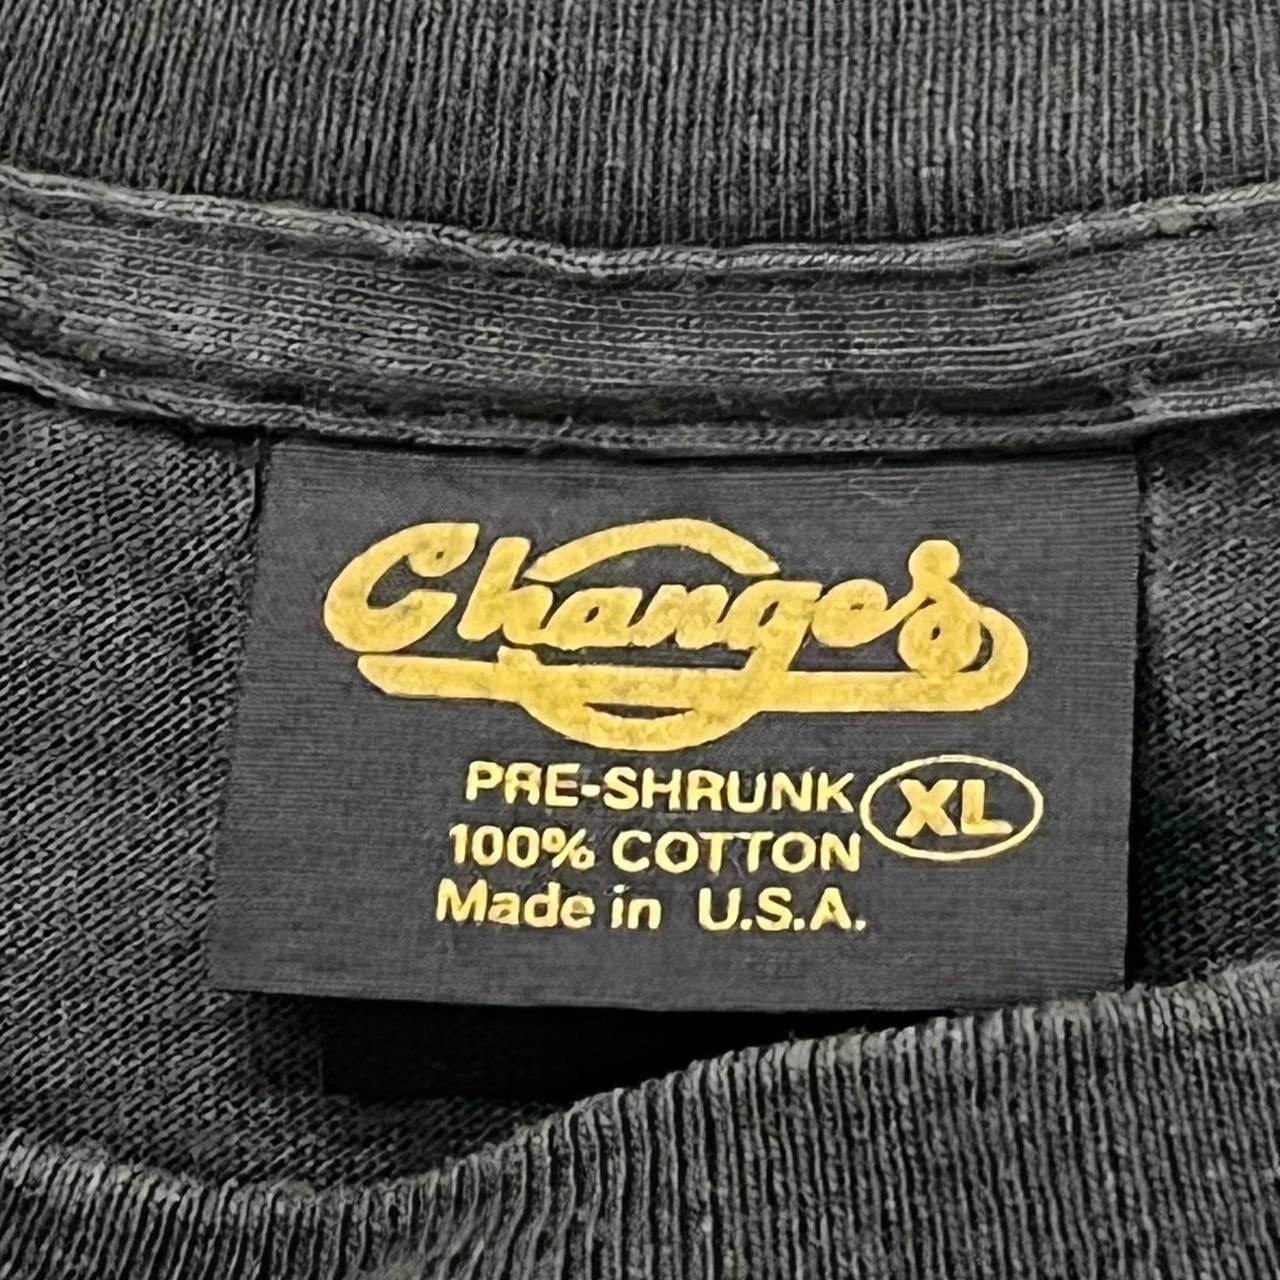 Changes
PRE-SHRUNK XL
100% COTTON
Made in U.S.A.